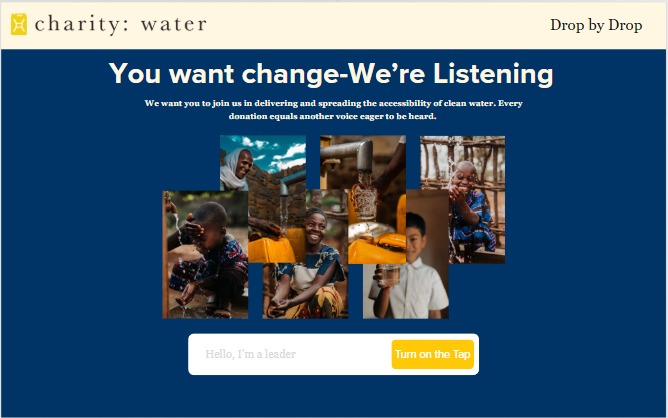 charity: water
Drop by Drop
You want change-We’re Listening
We want you to join us in delivering and spreading the accessibility of clean water. Every
donation equals another voice eager to be heard.
Hello, I'm a leader
Turn on the Tap